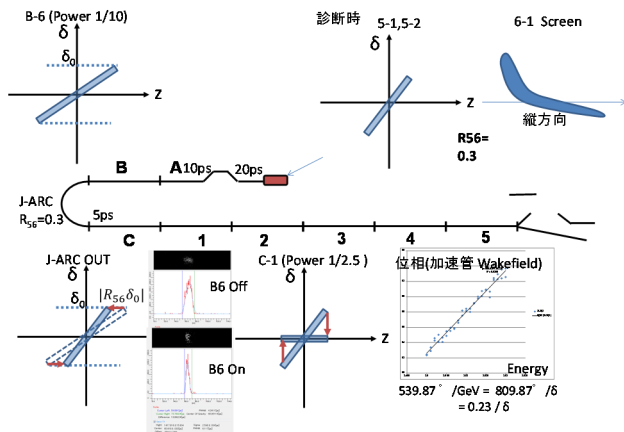 B-6 (Power 1/10)
δ
δ₀
Z
診断時
5-1,5-2
δ
Z
R56=
0.3
6-1 Screen
縦方向
B
A
10ps
20ps
J-ARC
R₅₆=0.3
5ps
C
1
2
3
4
5
J-ARC OUT
δ
δ₀
|R₅₆δ₀|
B6 Off
B6 On
C-1 (Power 1/2.5 )
δ
Z
位相(加速管 Wakefield)
Energy
539.87°/GeV = 809.87°/δ
= 0.23 / δ